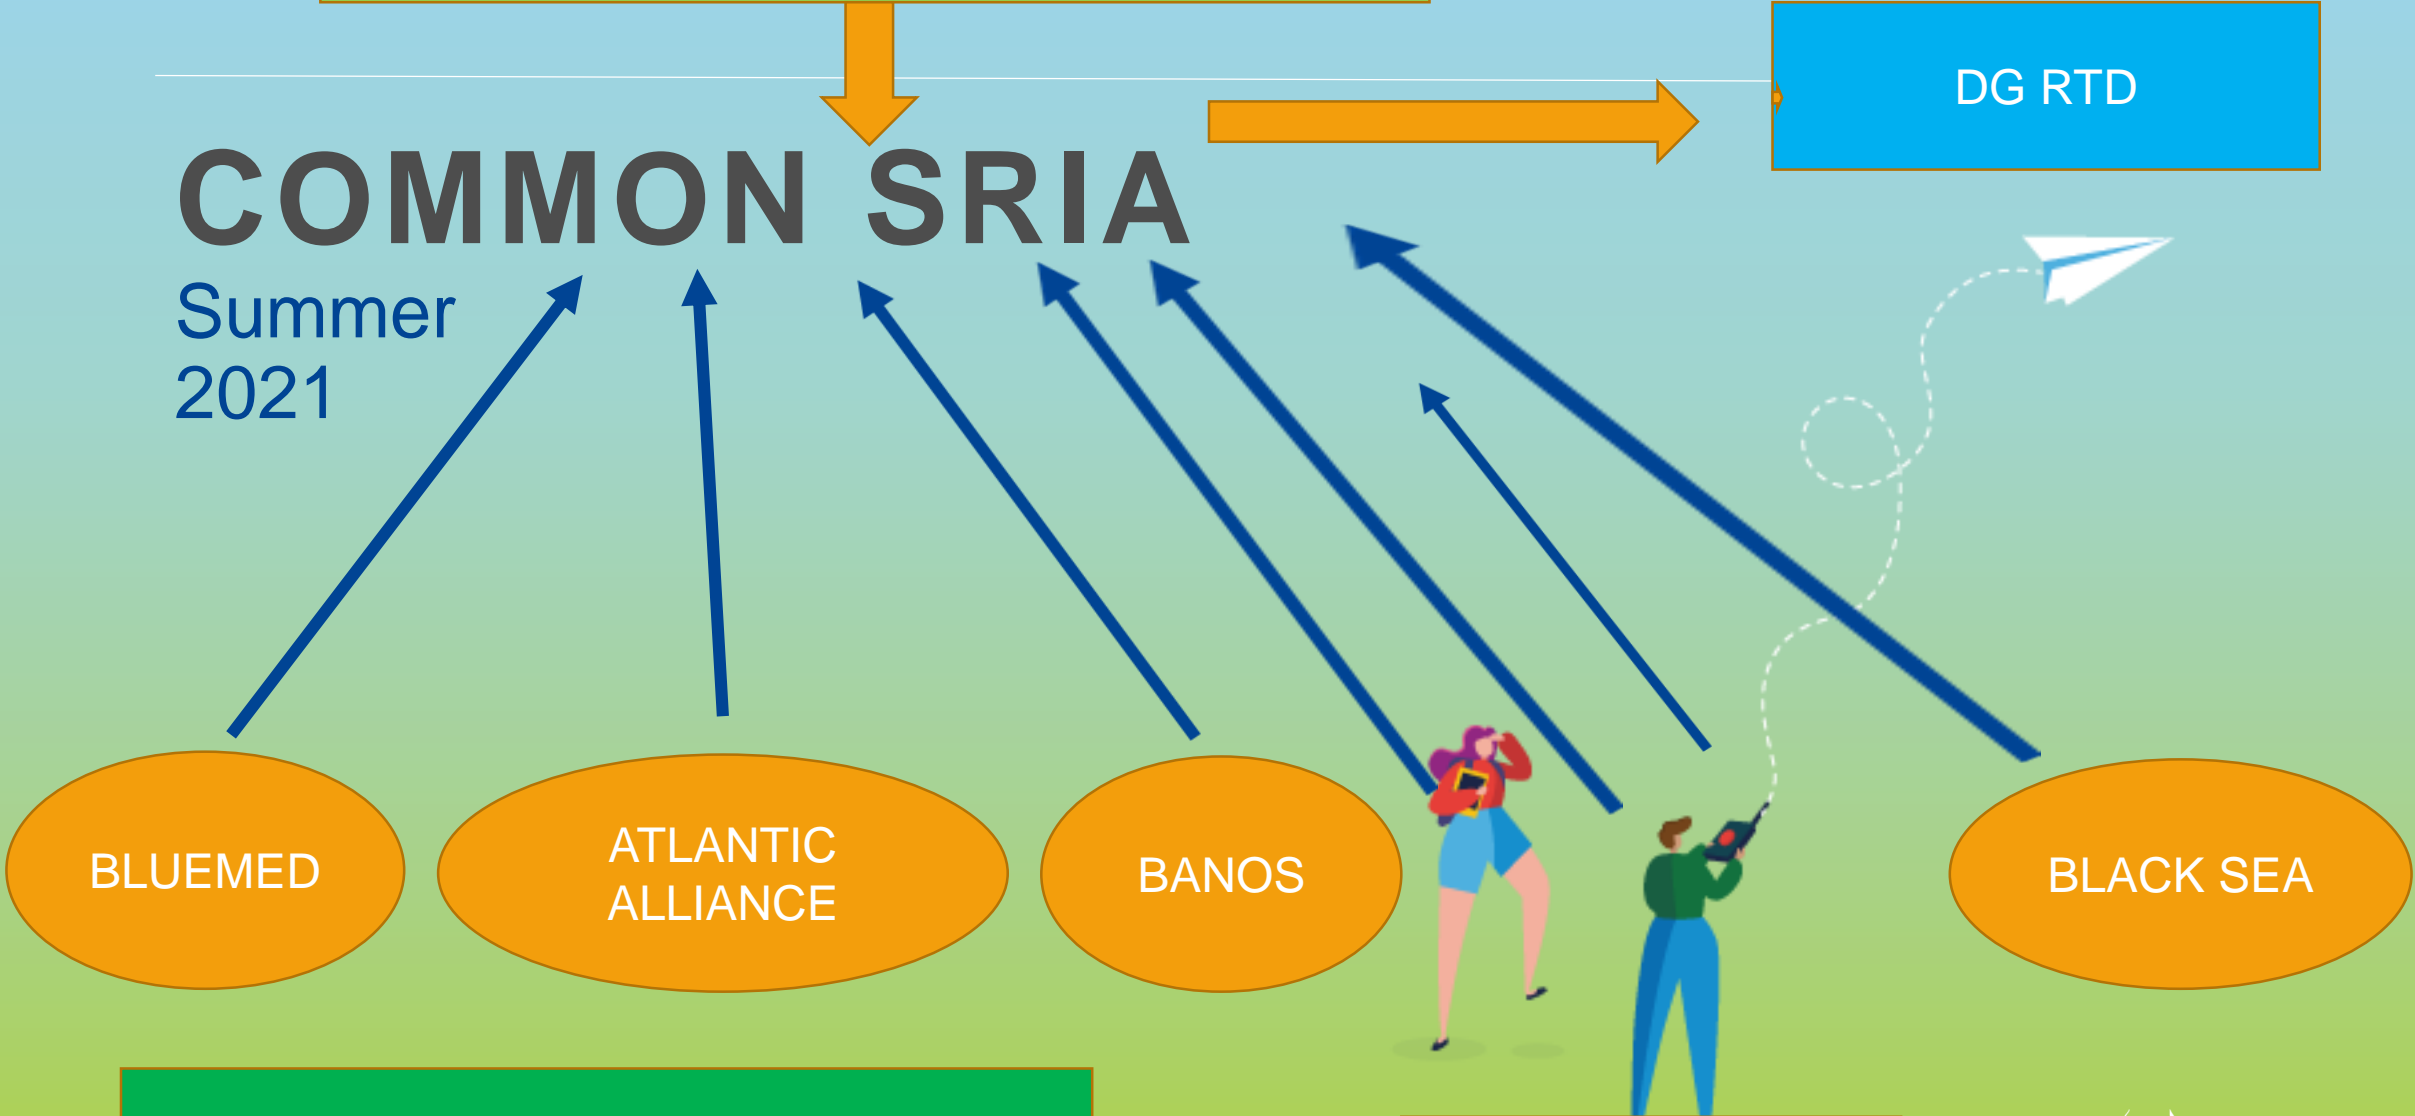 DG RTD
COMMON SRIA
Summer
2021
BLUEMED
ATLANTIC
ALLIANCE
BANOS
BLACK SEA